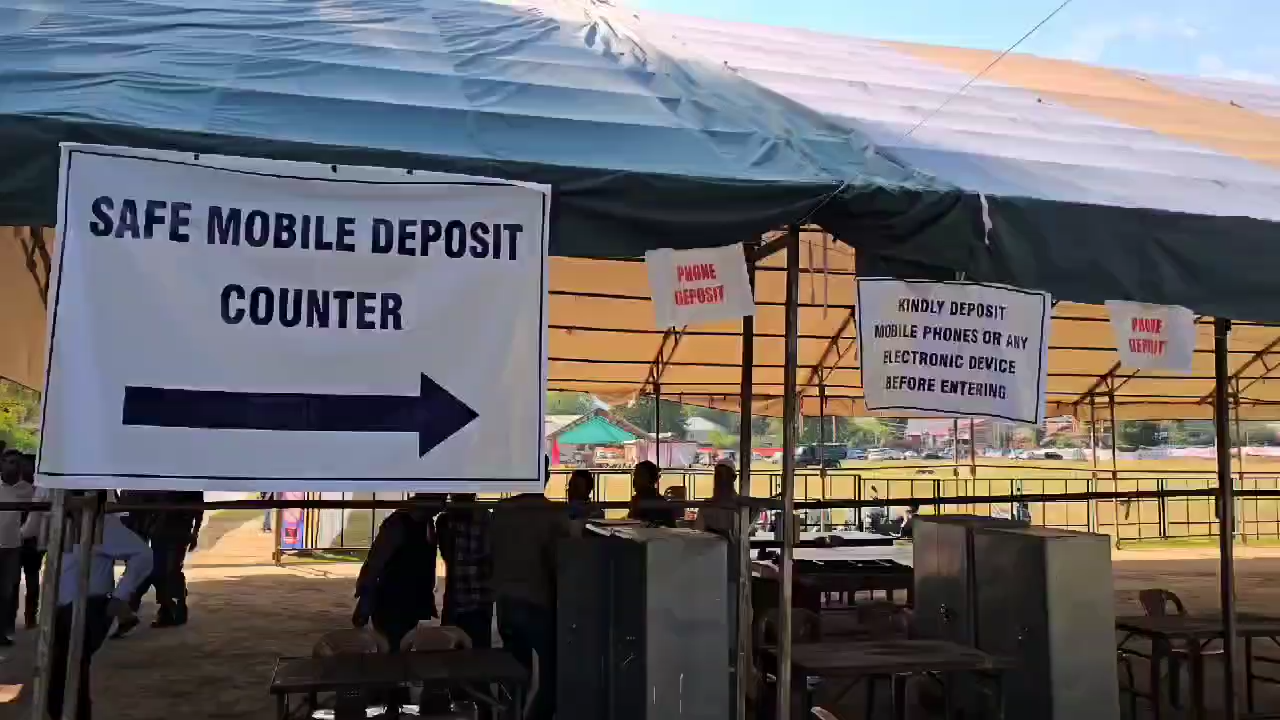 SAFE MOBILE DEPOSIT
COUNTER
PHONE
DEPOSIT
KINDLY DEPOSIT
MOBILE PHONES OR ANY
ELECTRONIC DEVICE
BEFORE ENTERING
PHONE
DEPOSIT